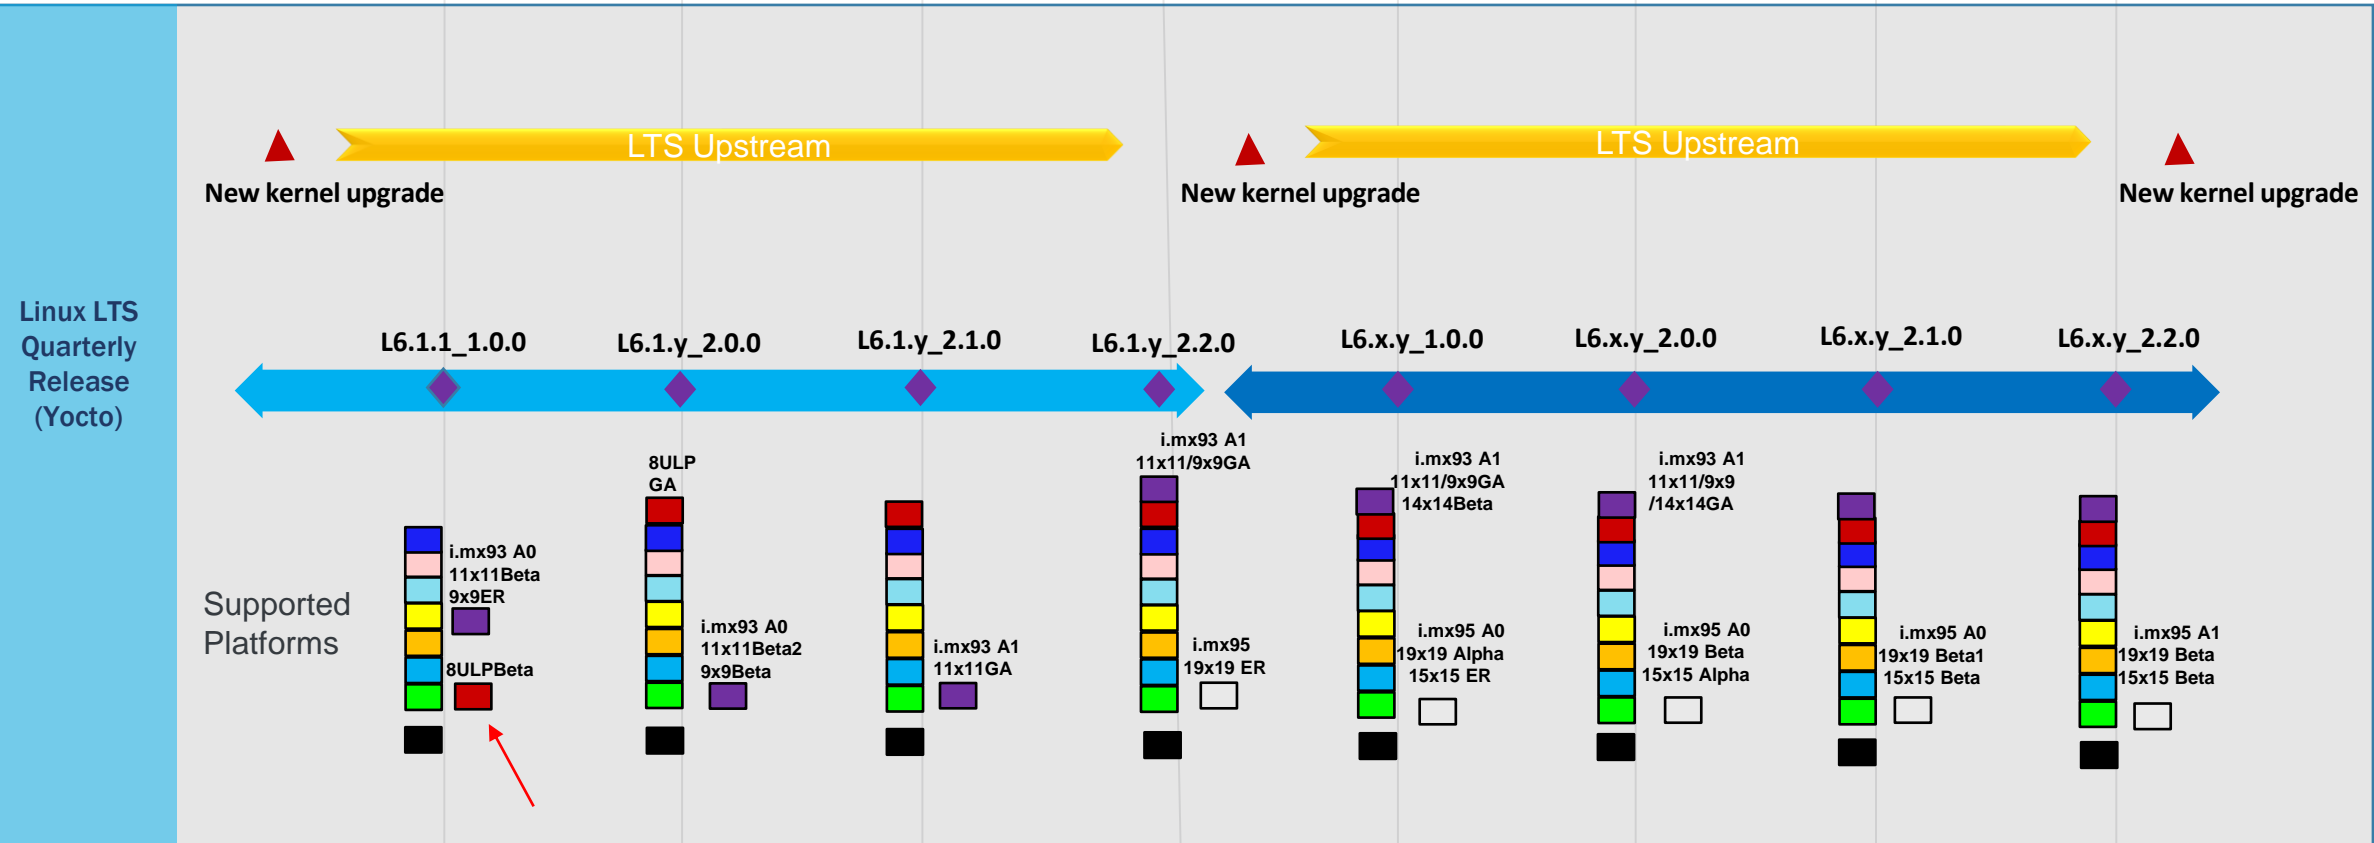 LTS Upstream
LTS Upstream
New kernel upgrade
New kernel upgrade
New kernel upgrade
Linux LTS
Quarterly
Release
(Yocto)
L6.1.1_1.0.0
L6.1.y_2.0.0
L6.1.y_2.1.0
L6.1.y_2.2.0
L6.x.y_1.0.0
L6.x.y_2.0.0
L6.x.y_2.1.0
L6.x.y_2.2.0
Supported
Platforms
i.mx93 A0
11x11Beta
9x9ER
8ULPBeta
8ULP
GA
i.mx93 A0
11x11Beta2
9x9Beta
i.mx93 A1
11x11GA
i.mx93 A1
11x11/9x9GA
i.mx95
19x19 ER
i.mx93 A1
11x11/9x9GA
14x14Beta
i.mx95 A0
19x19 Alpha
15x15 ER
i.mx93 A1
11x11/9x9
/14x14GA
i.mx95 A0
19x19 Beta
15x15 Alpha
i.mx95 A0
19x19 Beta1
15x15 Beta
i.mx95 A1
19x19 Beta
15x15 Beta